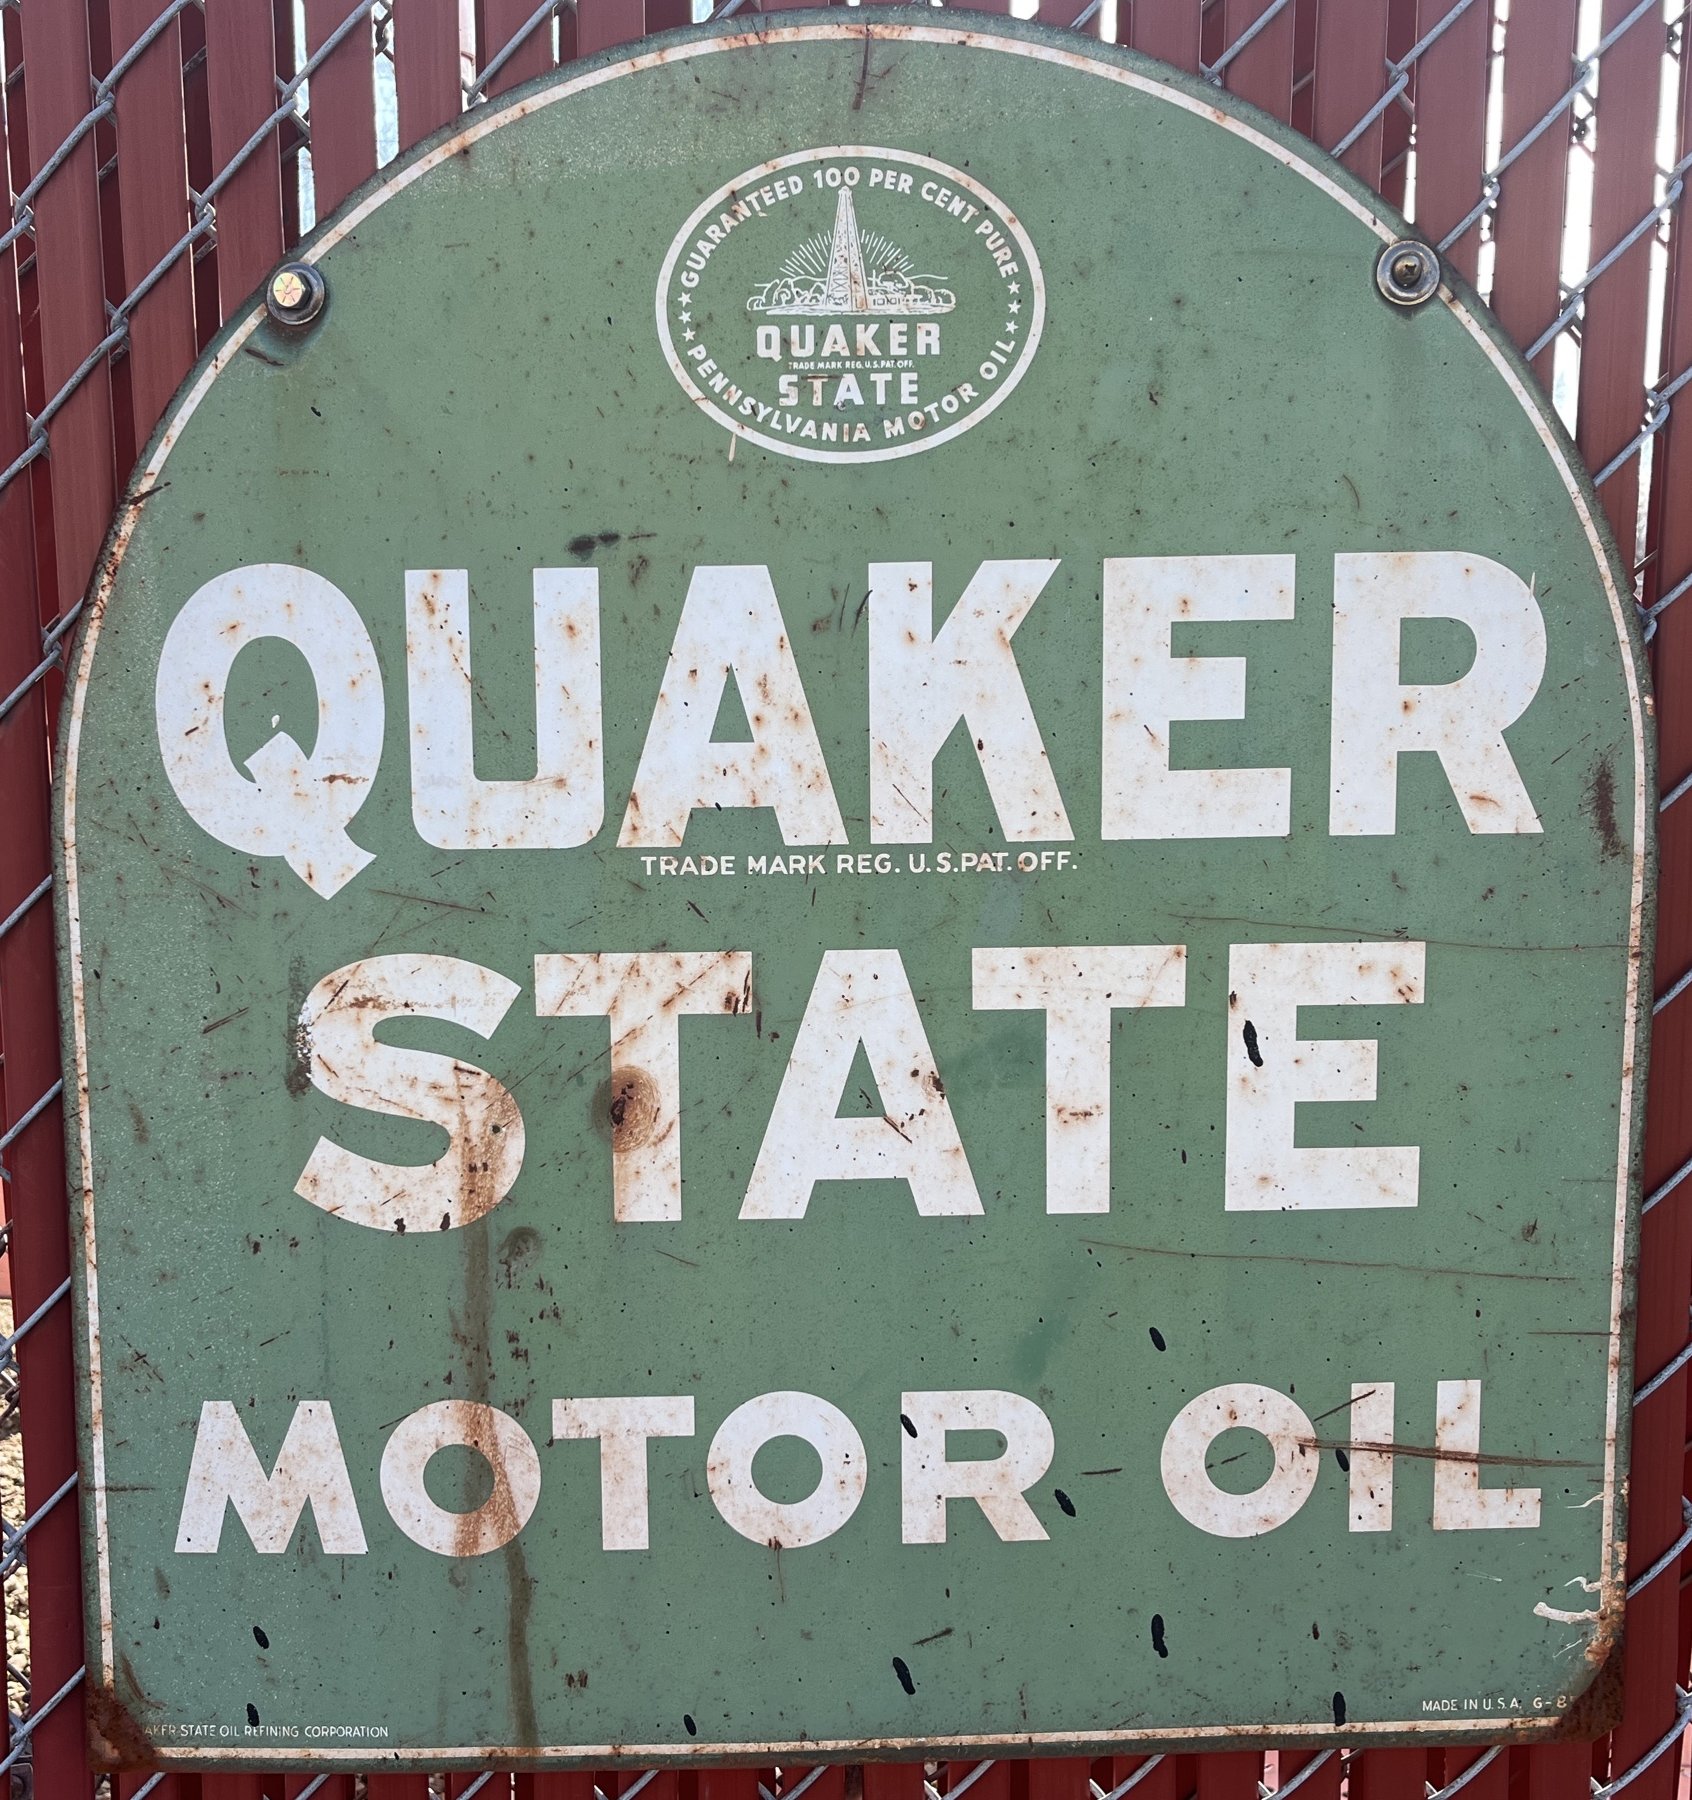 GUARANTEED 100 PER CENT PURE
QUAKER
TRADE MARK REG. U.S. PAT. OFF.
STATE
PENNSYLVANIA MOTOR OIL
QUAKER
TRADE MARK REG. U.S. PAT. OFF.
STATE
MOTOR OIL
STATE OIL REFINING CORPORATION
MADE IN U.S.A.